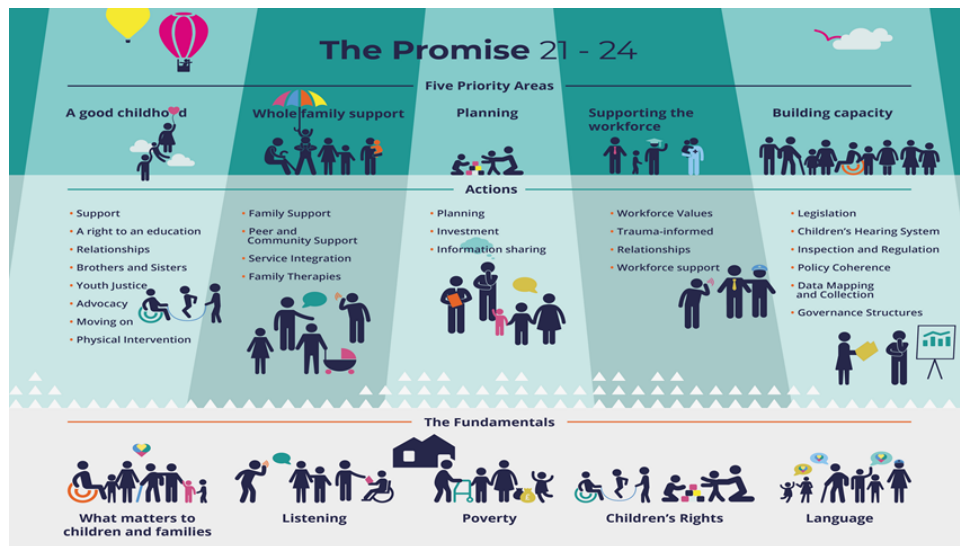 The Promise 21 - 24
Five Priority Areas
A good childhood
Whole family support
Planning
Supporting the
workforce
Building capacity
Actions
• Support
• A right to an education
• Relationships
• Brothers and Sisters
• Youth Justice
• Advocacy
• Moving on
• Physical Intervention
• Family Support
• Peer and
Community Support
• Service Integration
• Family Therapies
• Planning
• Investment
• Information sharing
• Workforce Values
• Trauma-informed
• Relationships
• Workforce support
• Legislation
• Children's Hearing System
• Inspection and Regulation
• Policy Coherence
• Data Mapping
and Collection
• Governance Structures
The Fundamentals
What matters to
children and families
Listening
Poverty
Children's Rights
Language